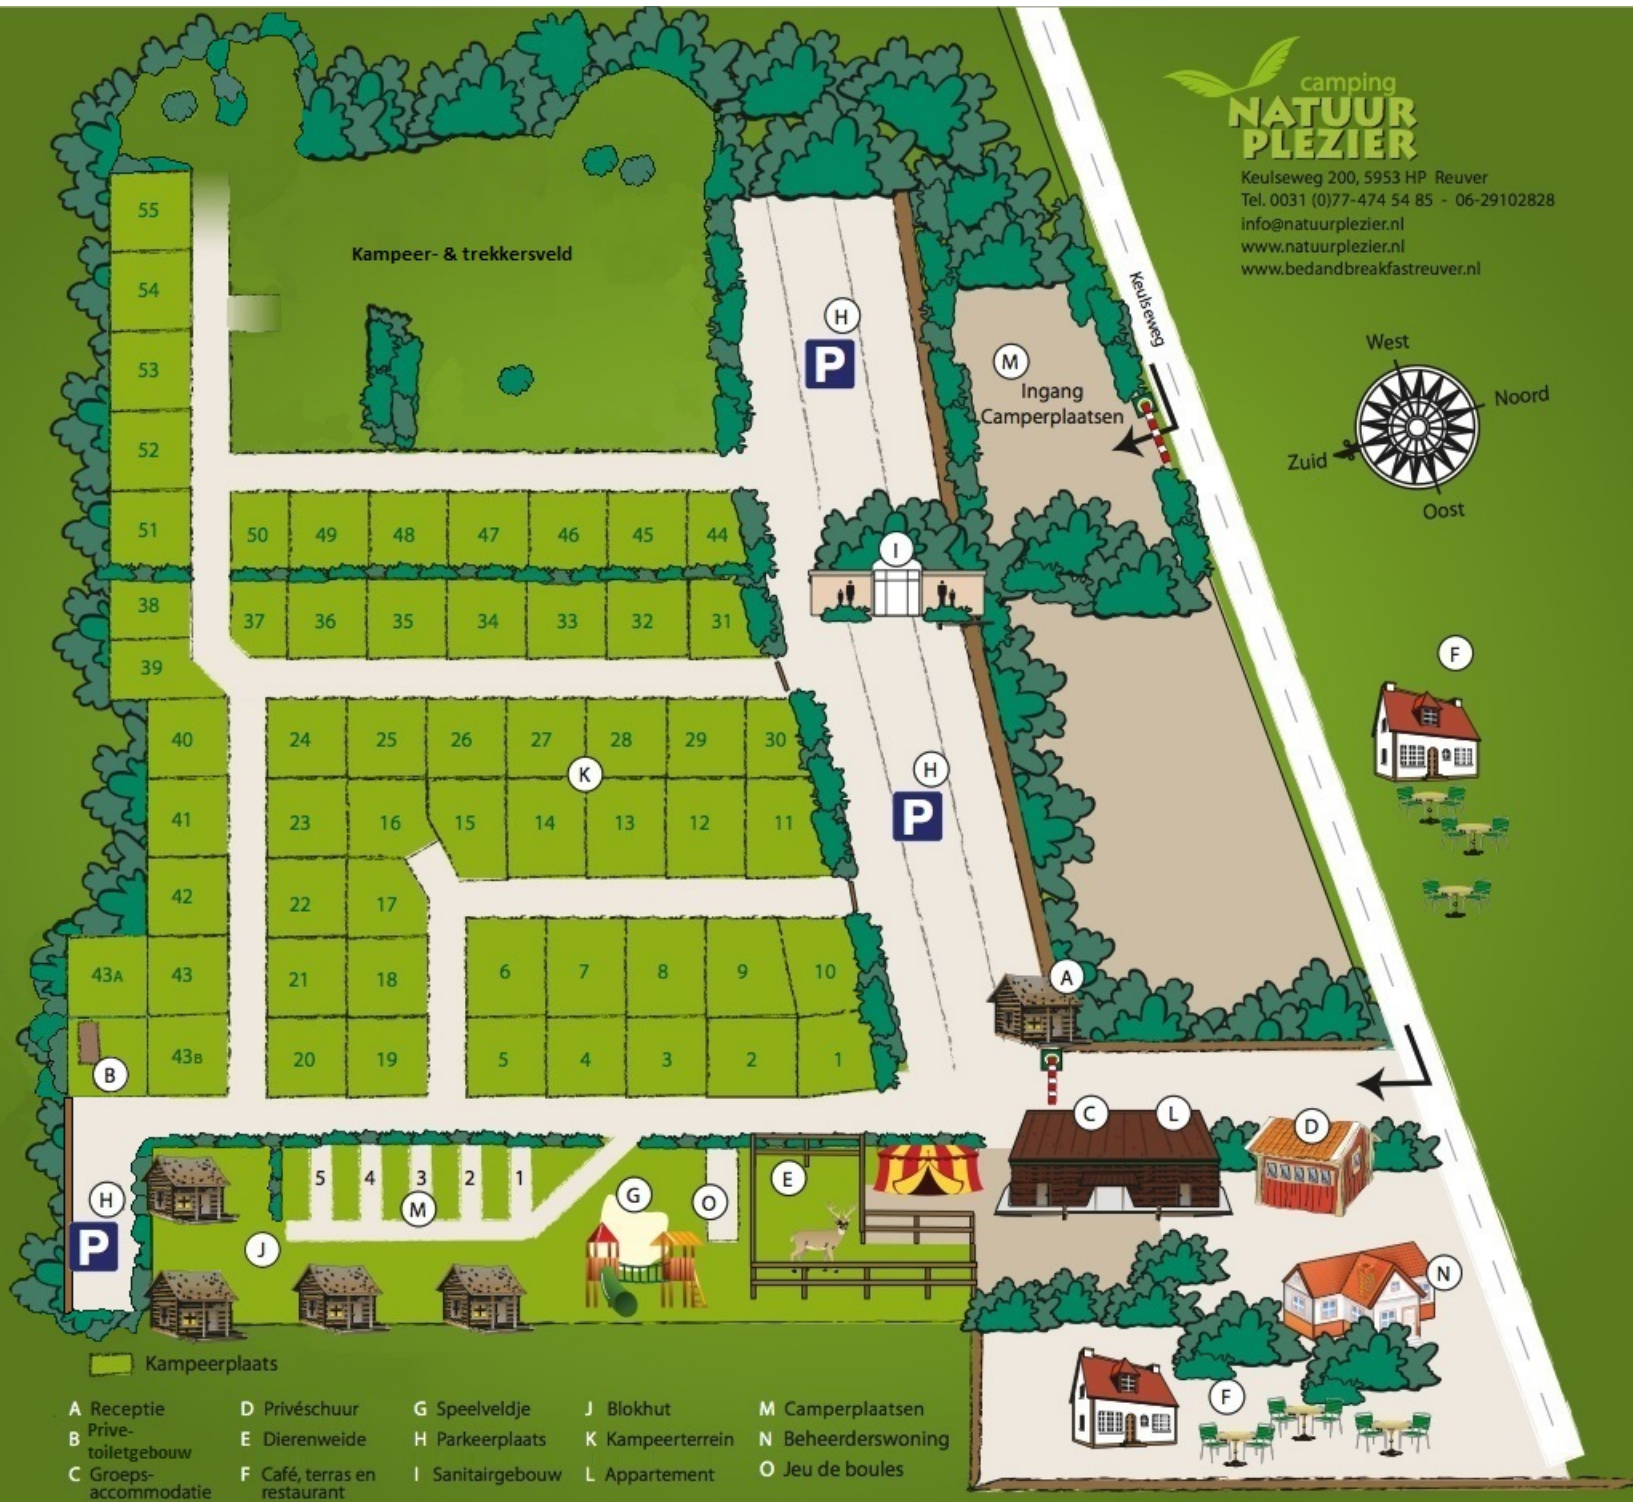 camping
NATUUR
PLEZIER
Keulseweg 200, 5953 HP Reuver
Tel. 0031 (0)77-474 54 85 - 06-29102828
info@natuurplezier.nl
www.natuurplezier.nl
www.bedandbreakfastreuver.nl
55
54
Kampeer- & trekkersveld
H
P
Keulseweg
M
Ingang
Camperplaatsen
West
Noord
Zuid
Oost
53
52
51
50 49 48 47 46 45 44
I
38
37 36 35 34 33 32 31
39
F
40
24 25 26 27 28 29 30
K
H
P
41
23 16 15 14 13 12 11
42
22 17
43A 43
21 18
6 7 8 9 10
A
43B
20 19
5 4 3 2 1
B
C L
D
5 4 3 2 1
M
H
P
J
G
O
E
N
F
Kampeerplaats
A Receptie
B Prive-
toiletgebouw
C Groeps-
accommodatie
D Privéschuur
E Dierenweide
F Café, terras en
restaurant
G Speelveldje
H Parkeerplaats
I Sanitairgebouw
J Blokhut
K Kampeerterrein
L Appartement
M Camperplaatsen
N Beheerderswoning
O Jeu de boules